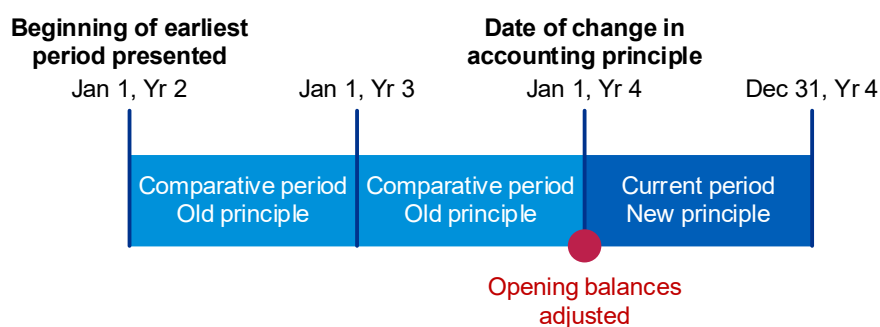 Beginning of earliest
period presented
Date of change in
accounting principle
Jan 1, Yr 2
Jan 1, Yr 3
Jan 1, Yr 4
Dec 31, Yr 4
Comparative period
Old principle
Comparative period
Old principle
Current period
New principle
Opening balances
adjusted